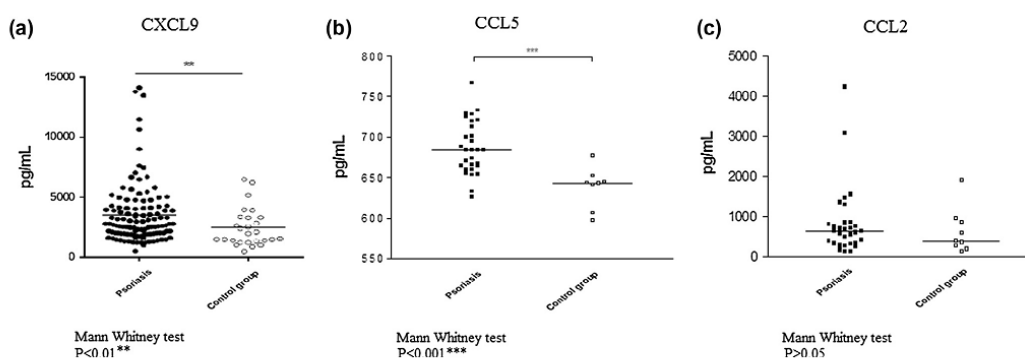 (a) CXCL9
**
15000
10000
5000
0
pg/mL
Psoriasis
Control group
Mann Whitney test
P<0.01**
(b) CCL5
***
800
750
700
650
600
550
pg/mL
Psoriasis
Control group
Mann Whitney test
P<0.001***
(c) CCL2
5000
4000
3000
2000
1000
0
pg/mL
Psoriasis
Control group
Mann Whitney test
P>0.05